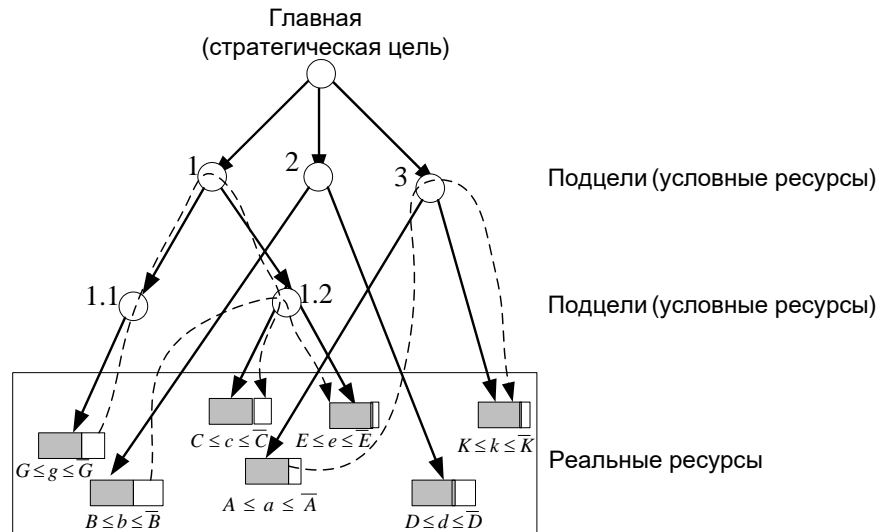 Главная
(стратегическая цель)
1
2
3
Подцели (условные ресурсы)
1.1
1.2
Подцели (условные ресурсы)
C ≤ c ≤ C̅
E ≤ e ≤ E̅
K ≤ k ≤ K̅
G ≤ g ≤ G̅
Реальные ресурсы
A ≤ a ≤ A̅
B ≤ b ≤ B̅
D ≤ d ≤ D̅